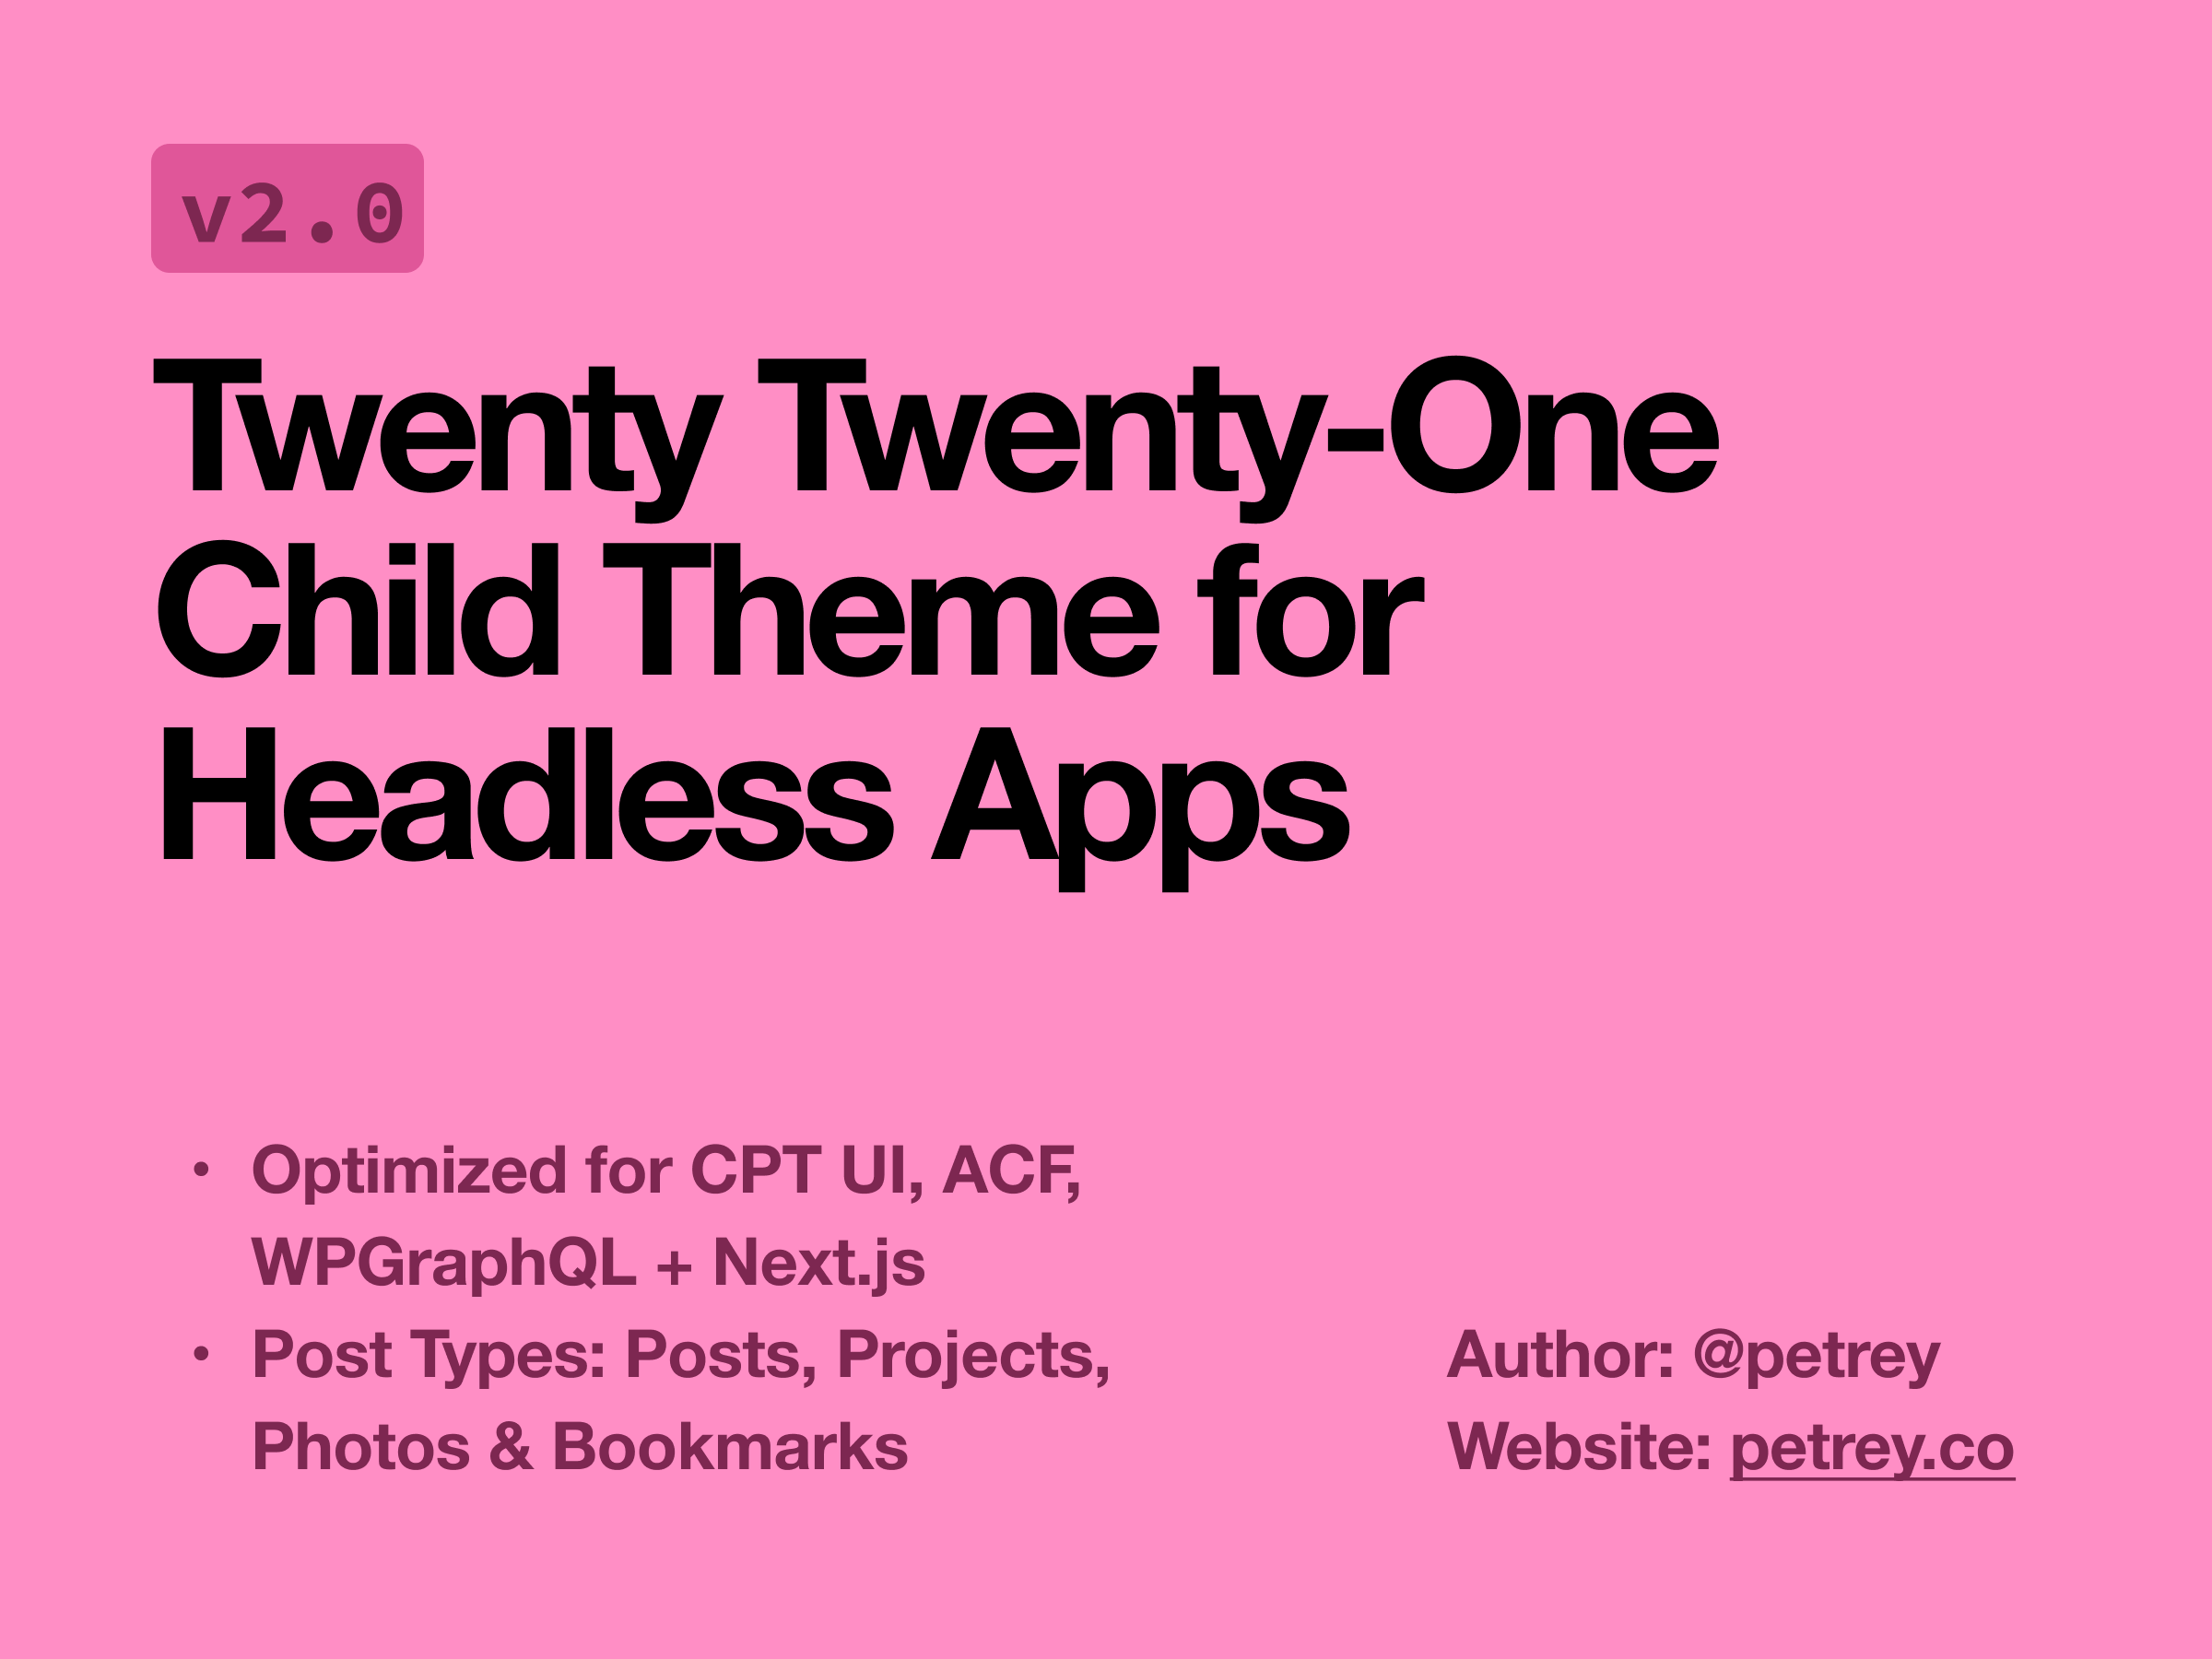 v2.0
Twenty Twenty-One
Child Theme for
Headless Apps
• Optimized for CPT UI, ACF,
WPGraphQL + Next.js
• Post Types: Posts, Projects,
Photos & Bookmarks
Author: @petrey
Website: petrey.co